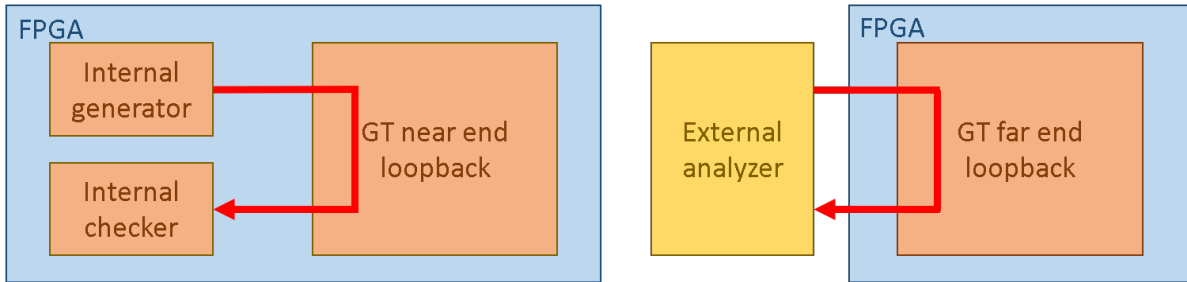 FPGA
Internal
generator
GT near end
loopback
Internal
checker
External
analyzer
FPGA
GT far end
loopback